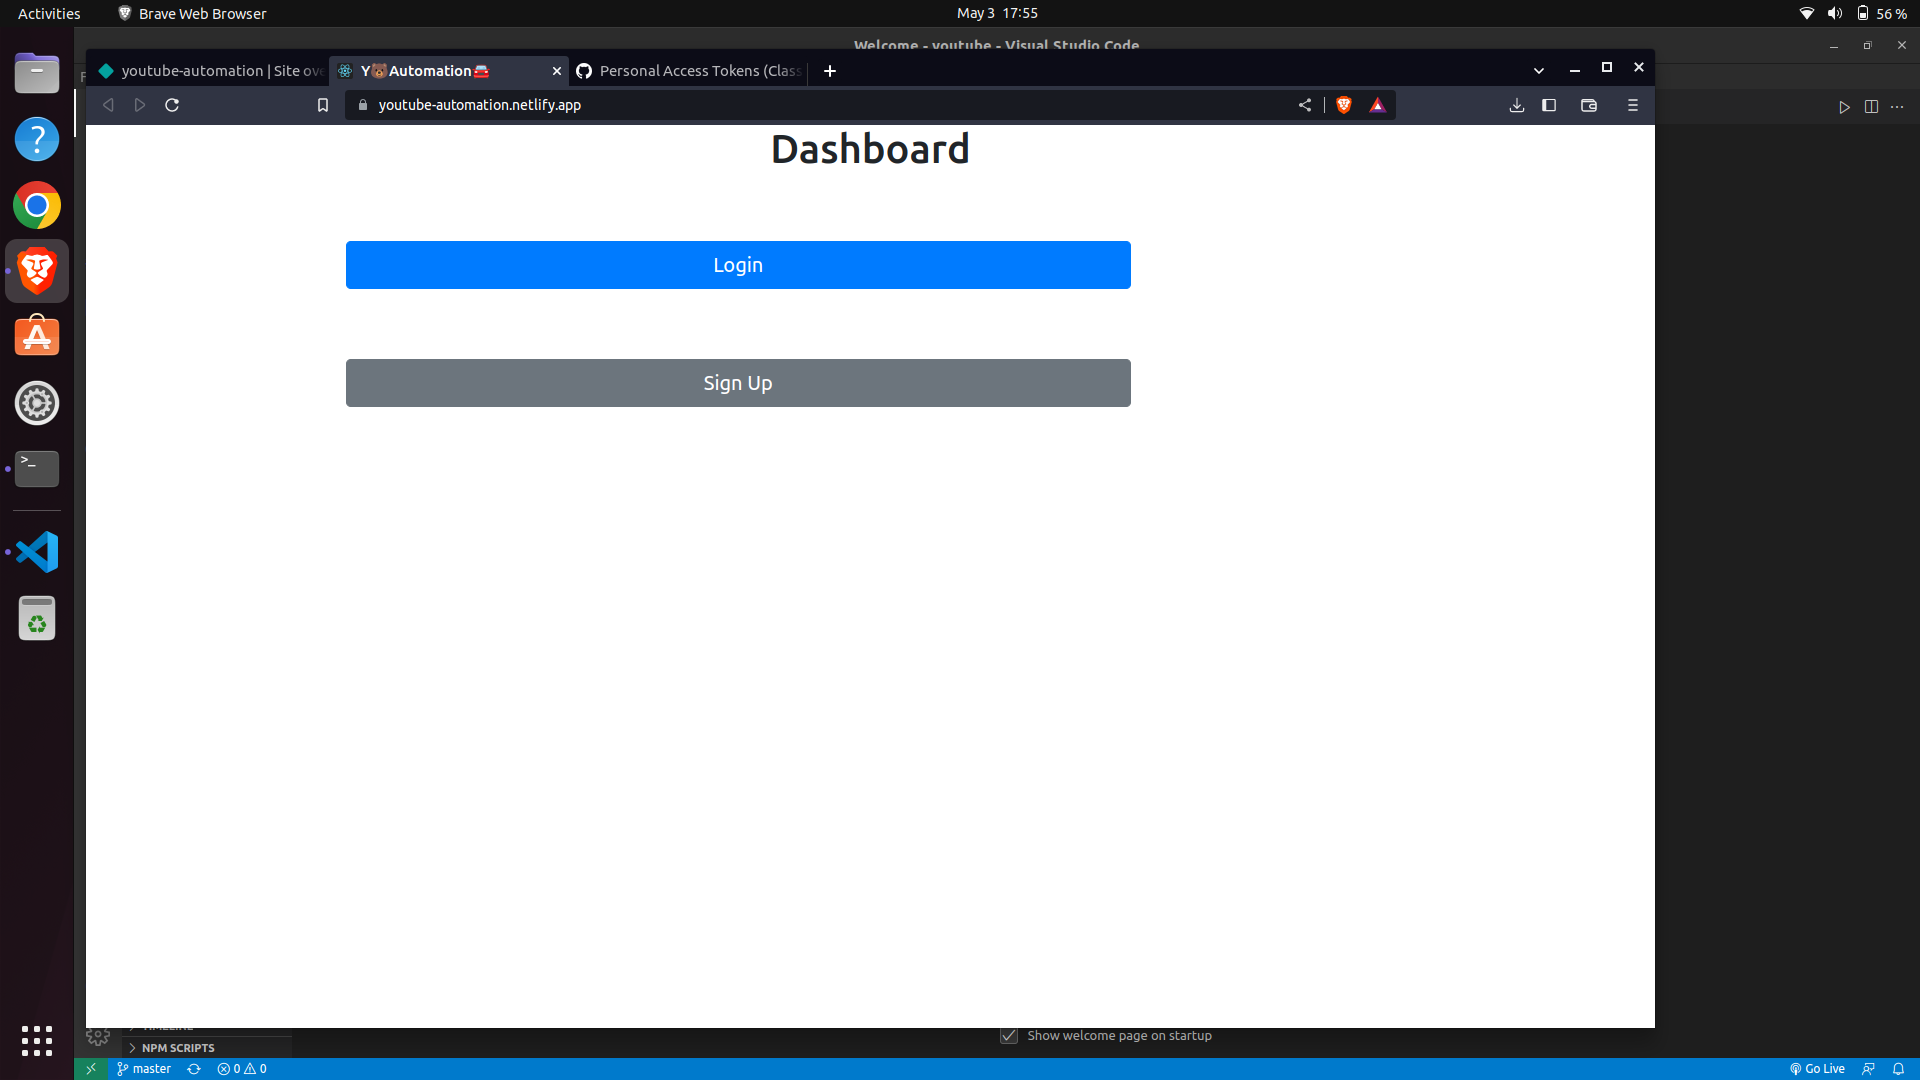 Activities
Brave Web Browser
May 3 17:55
56 %
Welcome - youtube - Visual Studio Code
youtube-automation | Site ove
Y🐻Automation🚘
Personal Access Tokens (Class
youtube-automation.netlify.app
Dashboard
Login
Sign Up
TIMELINE
NPM SCRIPTS
Show welcome page on startup
master
0
0
Go Live